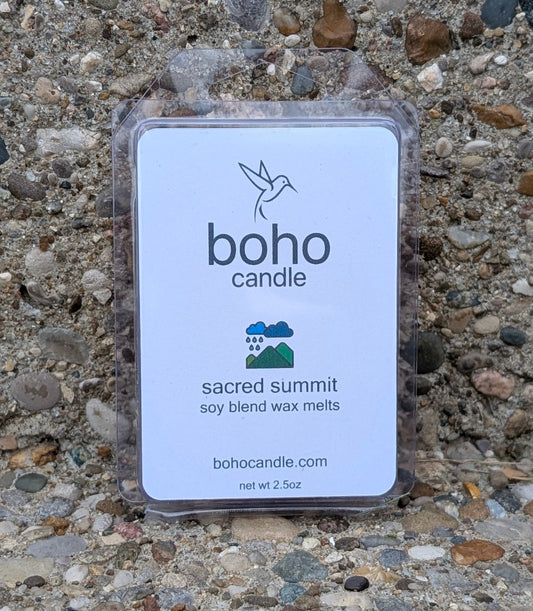 boho
candle
sacred summit
soy blend wax melts
bohocandle.com
net wt 2.5oz